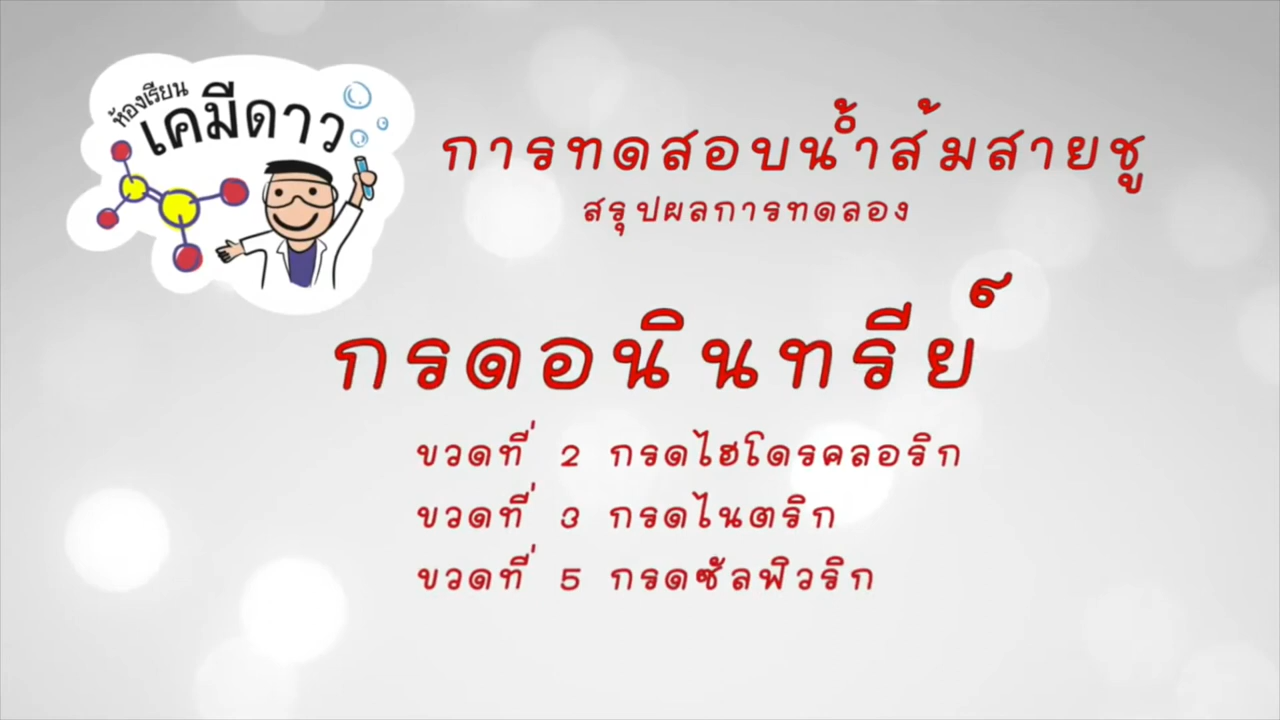 ห้องเรียน
เคมีดาว
การทดสอบน้ำส้มสายชู
สรุปผลการทดลอง
กรดอนินทรีย์
ขวดที่ 2 กรดไฮโดรคลอริก
ขวดที่ 3 กรดไนตริก
ขวดที่ 5 กรดซัลฟิวริก